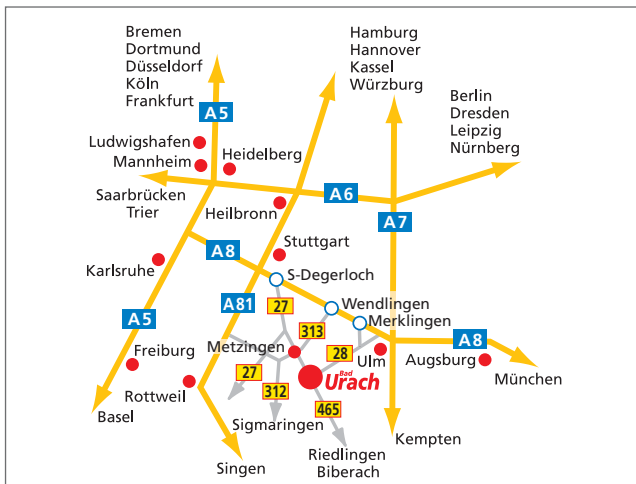 Bremen
Dortmund
Düsseldorf
Köln
Frankfurt
Hamburg
Hannover
Kassel
Würzburg
Berlin
Dresden
Leipzig
Nürnberg
A5
Ludwigshafen
Mannheim
Heidelberg
Saarbrücken
Trier
A6
Heilbronn
A7
Stuttgart
A8
Karlsruhe
S-Degerloch
A81
27
Wendlingen
Merklingen
A5
313
A8
Metzingen
28
Ulm
Augsburg
Freiburg
27
Bad
Urach
München
Rottweil
312
465
Basel
Sigmaringen
Kempten
Riedlingen
Biberach
Singen